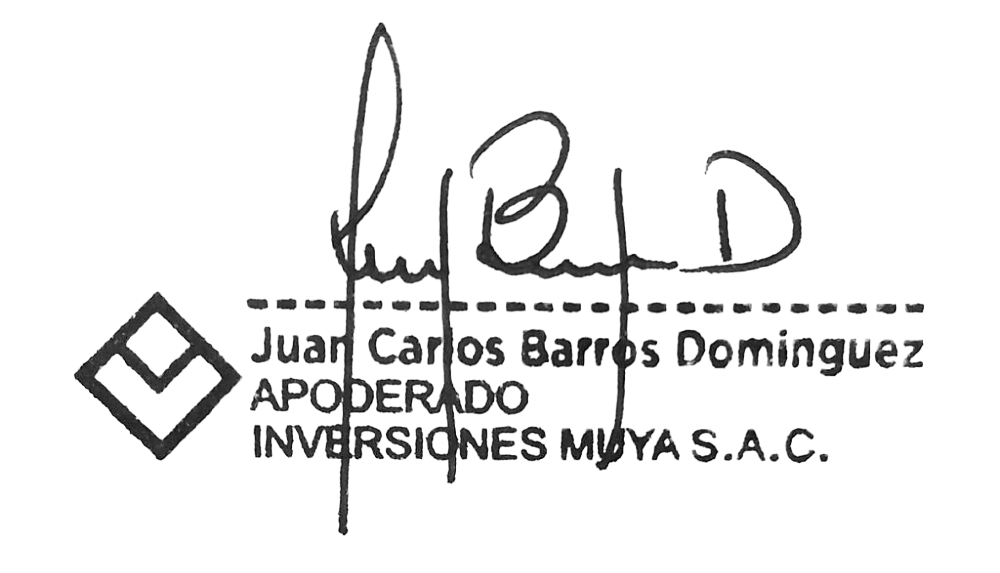 Juan Carlos Barros Dominguez
APODERADO
INVERSIONES MUYA S.A.C.